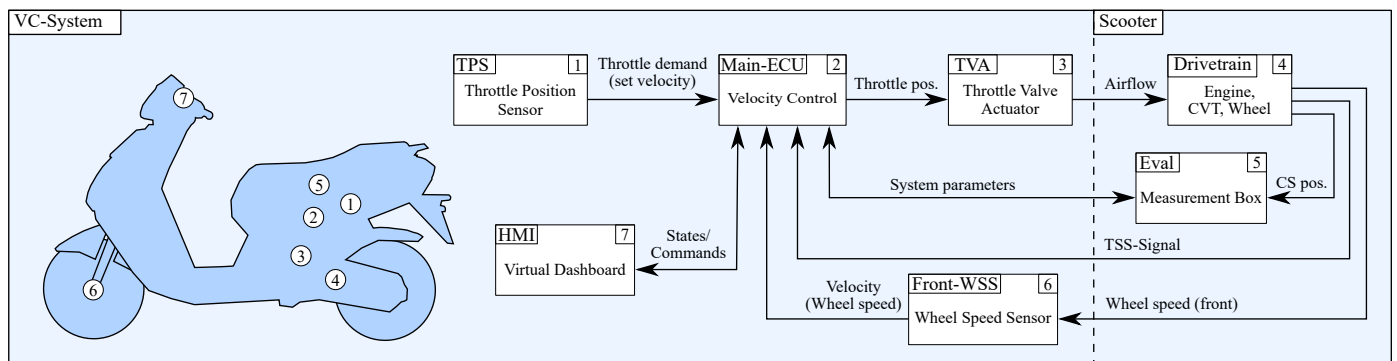 VC-System
Scooter
7
5
1
2
3
4
6
TPS 1
Throttle Position
Sensor
Throttle demand
(set velocity)
Main-ECU 2
Velocity Control
Throttle pos.
TVA 3
Throttle Valve
Actuator
Airflow
Drivetrain 4
Engine,
CVT, Wheel
Eval 5
Measurement Box
CS pos.
System parameters
TSS-Signal
HMI 7
Virtual Dashboard
States/
Commands
Velocity
(Wheel speed)
Front-WSS 6
Wheel Speed Sensor
Wheel speed (front)